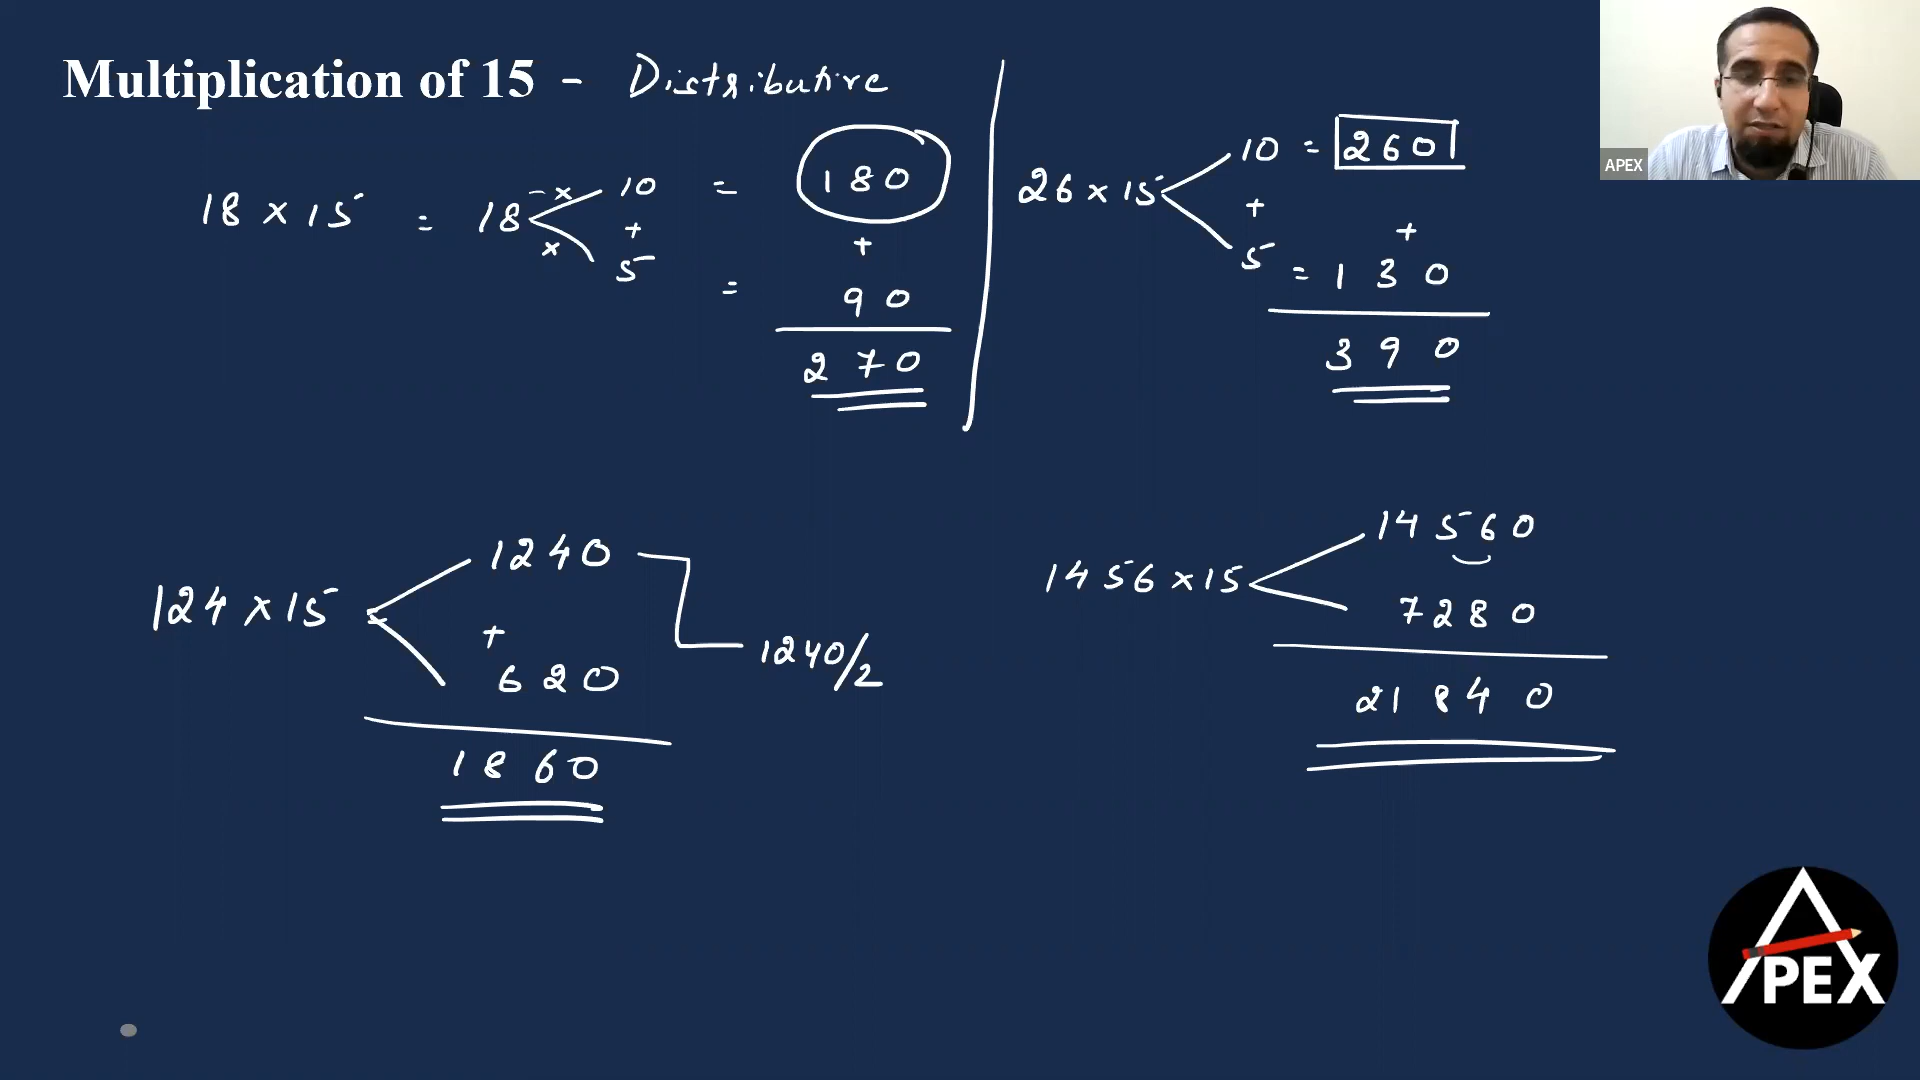 Multiplication of 15 - Distributive
18 × 15 = 18
× 10 = 180
+ +
× 5 = 90
270
26 × 15
10 = 260
+ +
5 = 130
390
124 × 15
1240
+
620
1240/2
1860
1456 × 15
14560
7280
21840
APEX
APEX